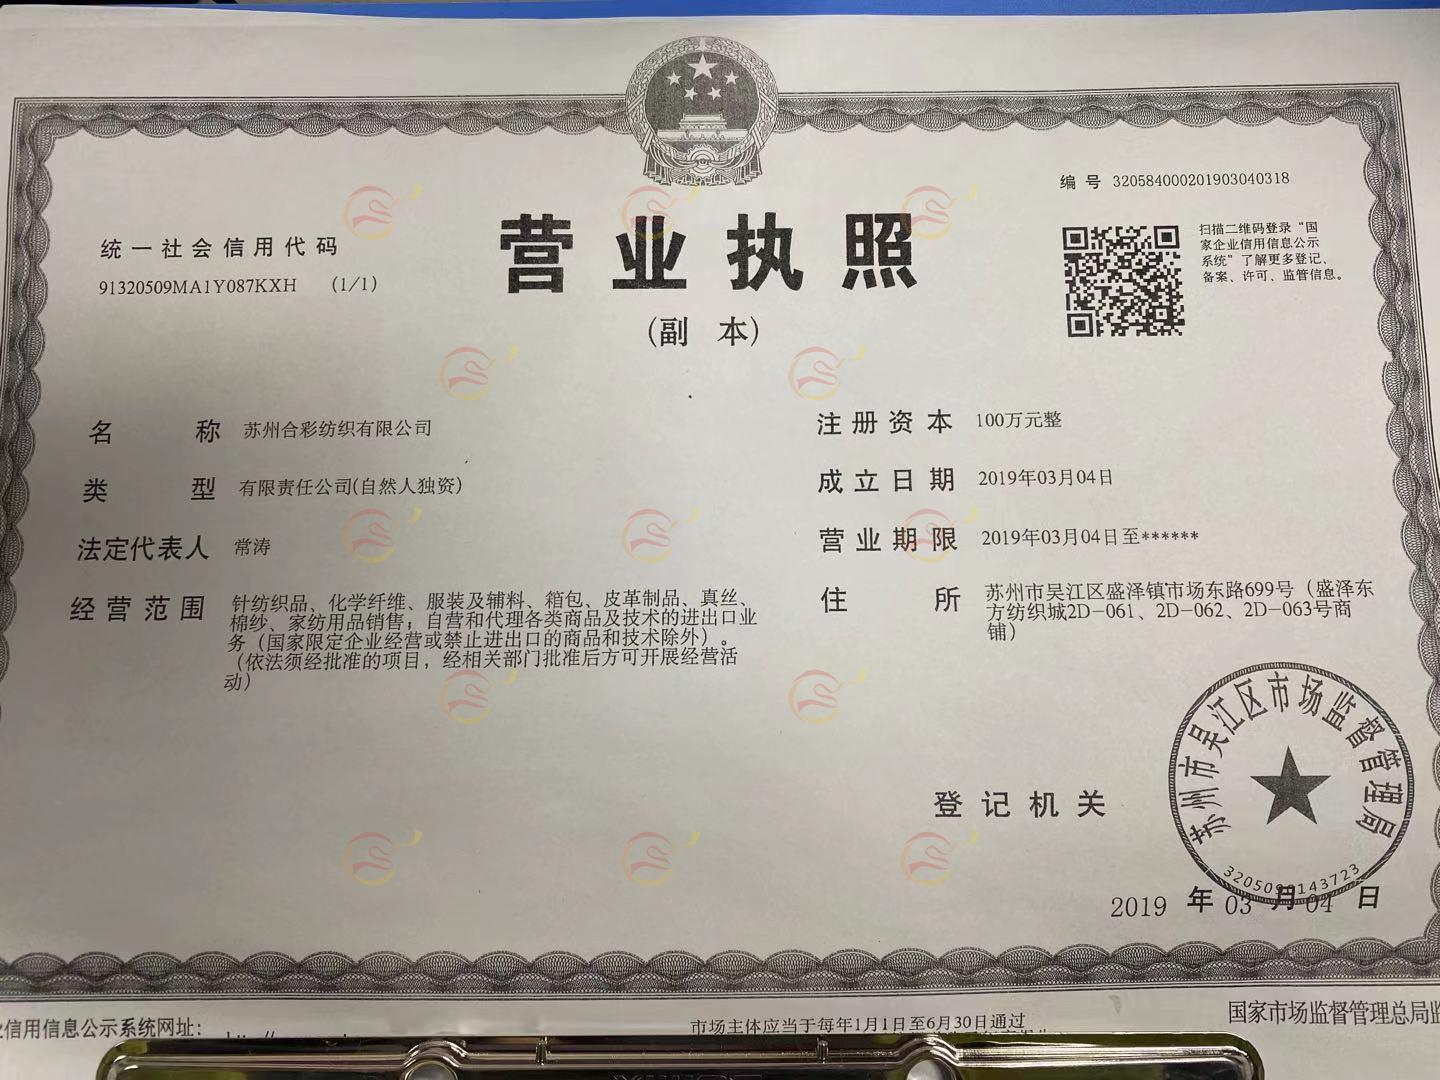 编号 320584000201903040318
统一社会信用代码
91320509MA1Y087KXH (1/1)
营业执照
(副 本)
扫描二维码登录“国
家企业信用信息公示
系统”了解更多登记、
备案、许可、监管信息。
名称 苏州合彩纺织有限公司
类型 有限责任公司(自然人独资)
法定代表人 常涛
经营范围 针纺织品、化学纤维、服装及辅料、箱包、皮革制品、真丝、
棉纱、家纺用品销售；自营和代理各类商品及技术的进出口业
务（国家限定企业经营或禁止进出口的商品和技术除外）。
（依法须经批准的项目，经相关部门批准后方可开展经营活
动）
注册资本 100万元整
成立日期 2019年03月04日
营业期限 2019年03月04日至******
住所 苏州市吴江区盛泽镇市场东路699号（盛泽东
方纺织城2D-061、2D-062、2D-063号商
铺）
登记机关
苏州市吴江区市场监督管理局
2019 年 03 月 04 日
信用信息公示系统网址：
市场主体应当于每年1月1日至6月30日通过
国家市场监督管理总局监